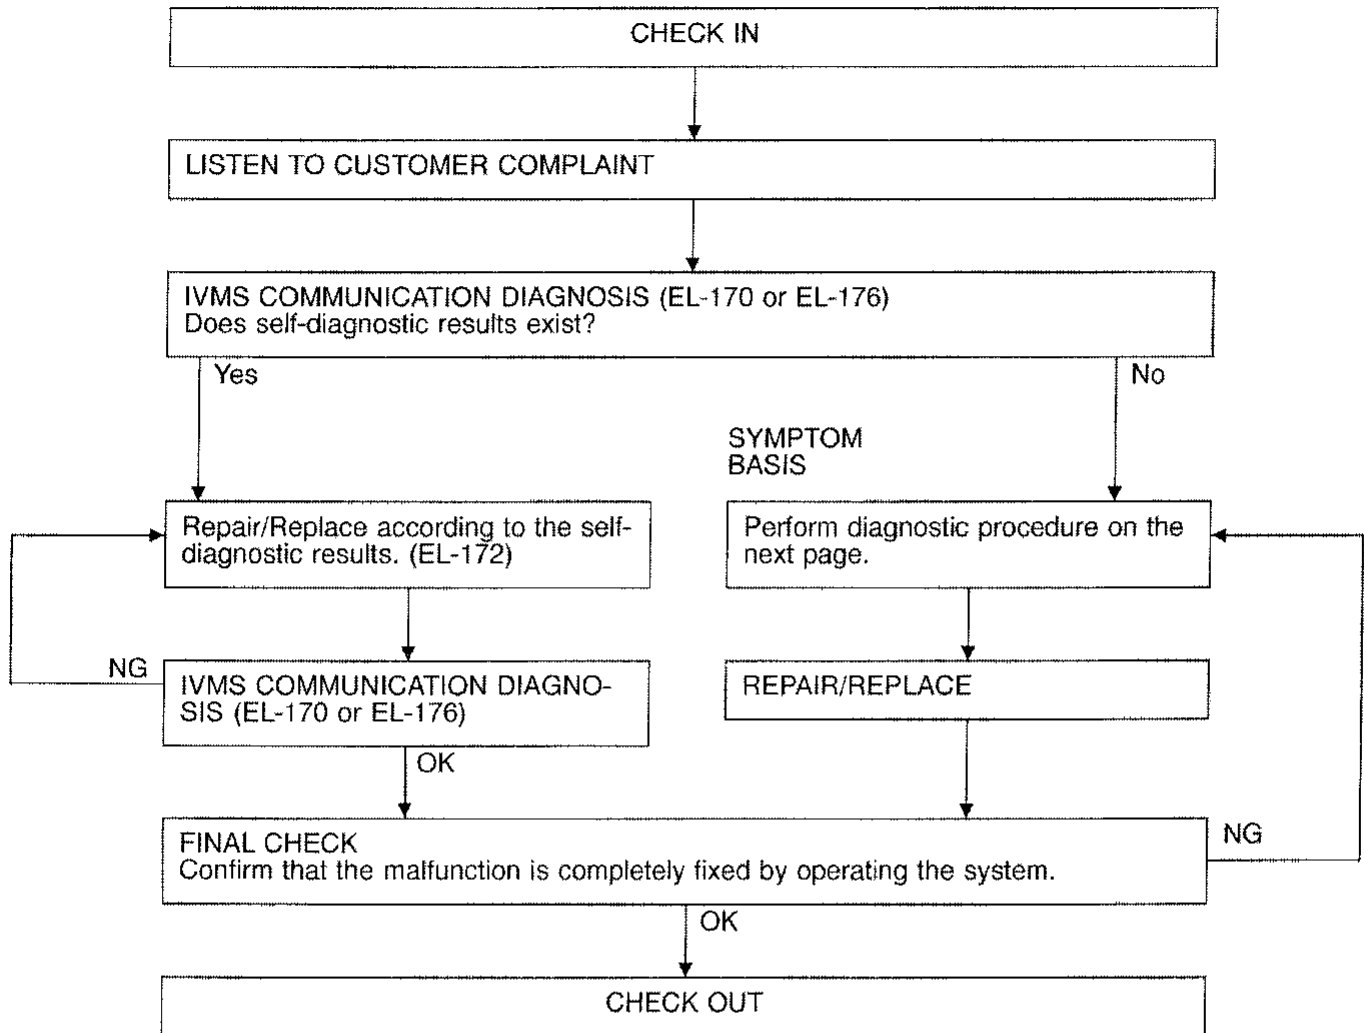 CHECK IN
LISTEN TO CUSTOMER COMPLAINT
IVMS COMMUNICATION DIAGNOSIS (EL-170 or EL-176)
Does self-diagnostic results exist?
Yes
No
SYMPTOM
BASIS
Repair/Replace according to the self-
diagnostic results. (EL-172)
Perform diagnostic procedure on the
next page.
NG
IVMS COMMUNICATION DIAGNO-
SIS (EL-170 or EL-176)
REPAIR/REPLACE
OK
FINAL CHECK
Confirm that the malfunction is completely fixed by operating the system.
NG
OK
CHECK OUT